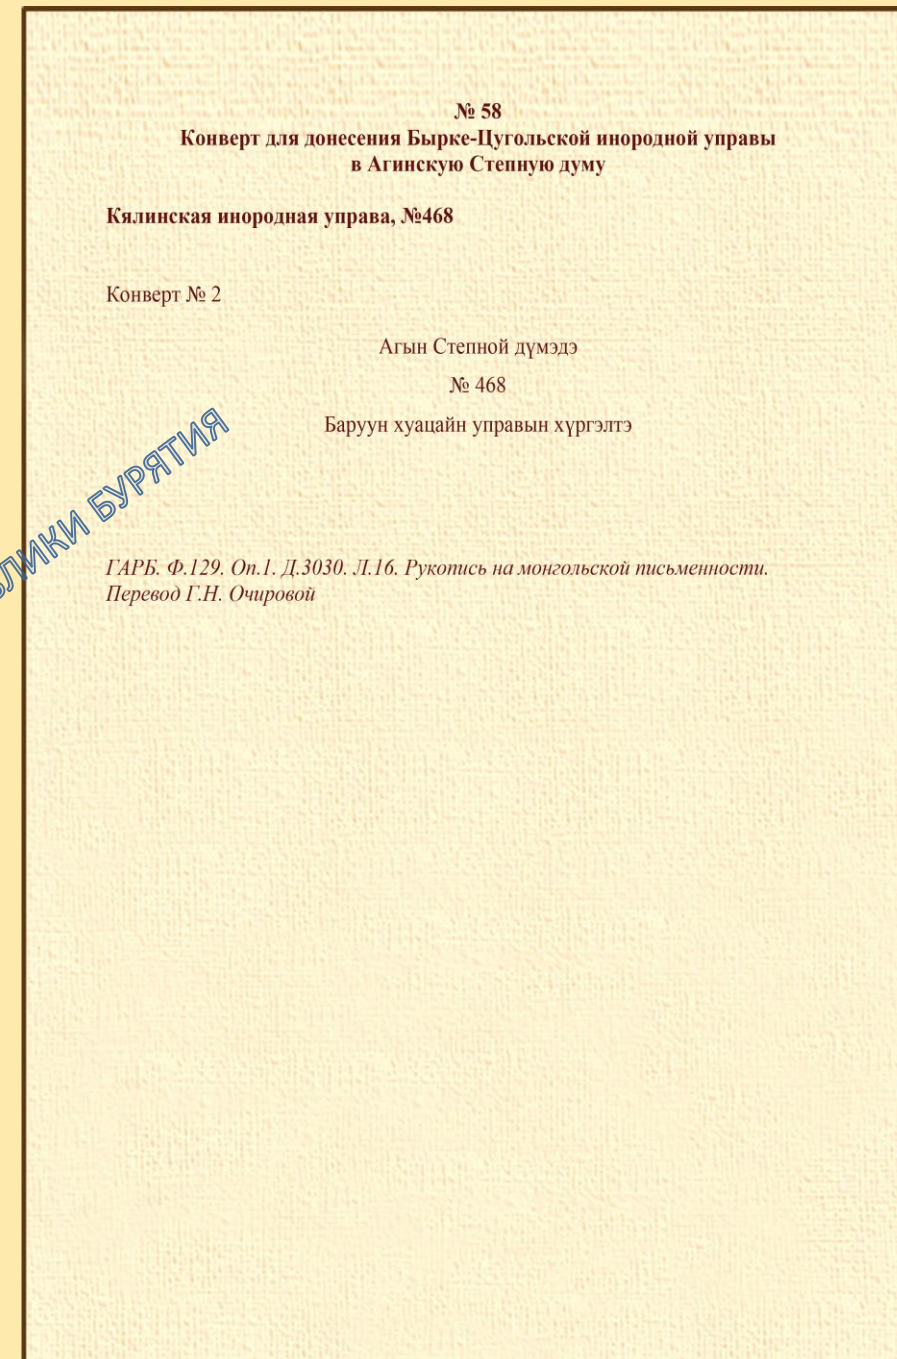 № 58
Конверт для донесения Бырке-Цугольской инородной управы
в Агинскую Степную думу
Кялинская инородная управа, №468
Конверт № 2
Агын Степной дүмэдэ
№ 468
Баруун хуацайн управын хүргэлтэ
БЛИКИ БУРЯТИЯ
ГАРБ. Ф.129. Оп.1. Д.3030. Л.16. Рукопись на монгольской письменности.
Перевод Г.Н. Очировой